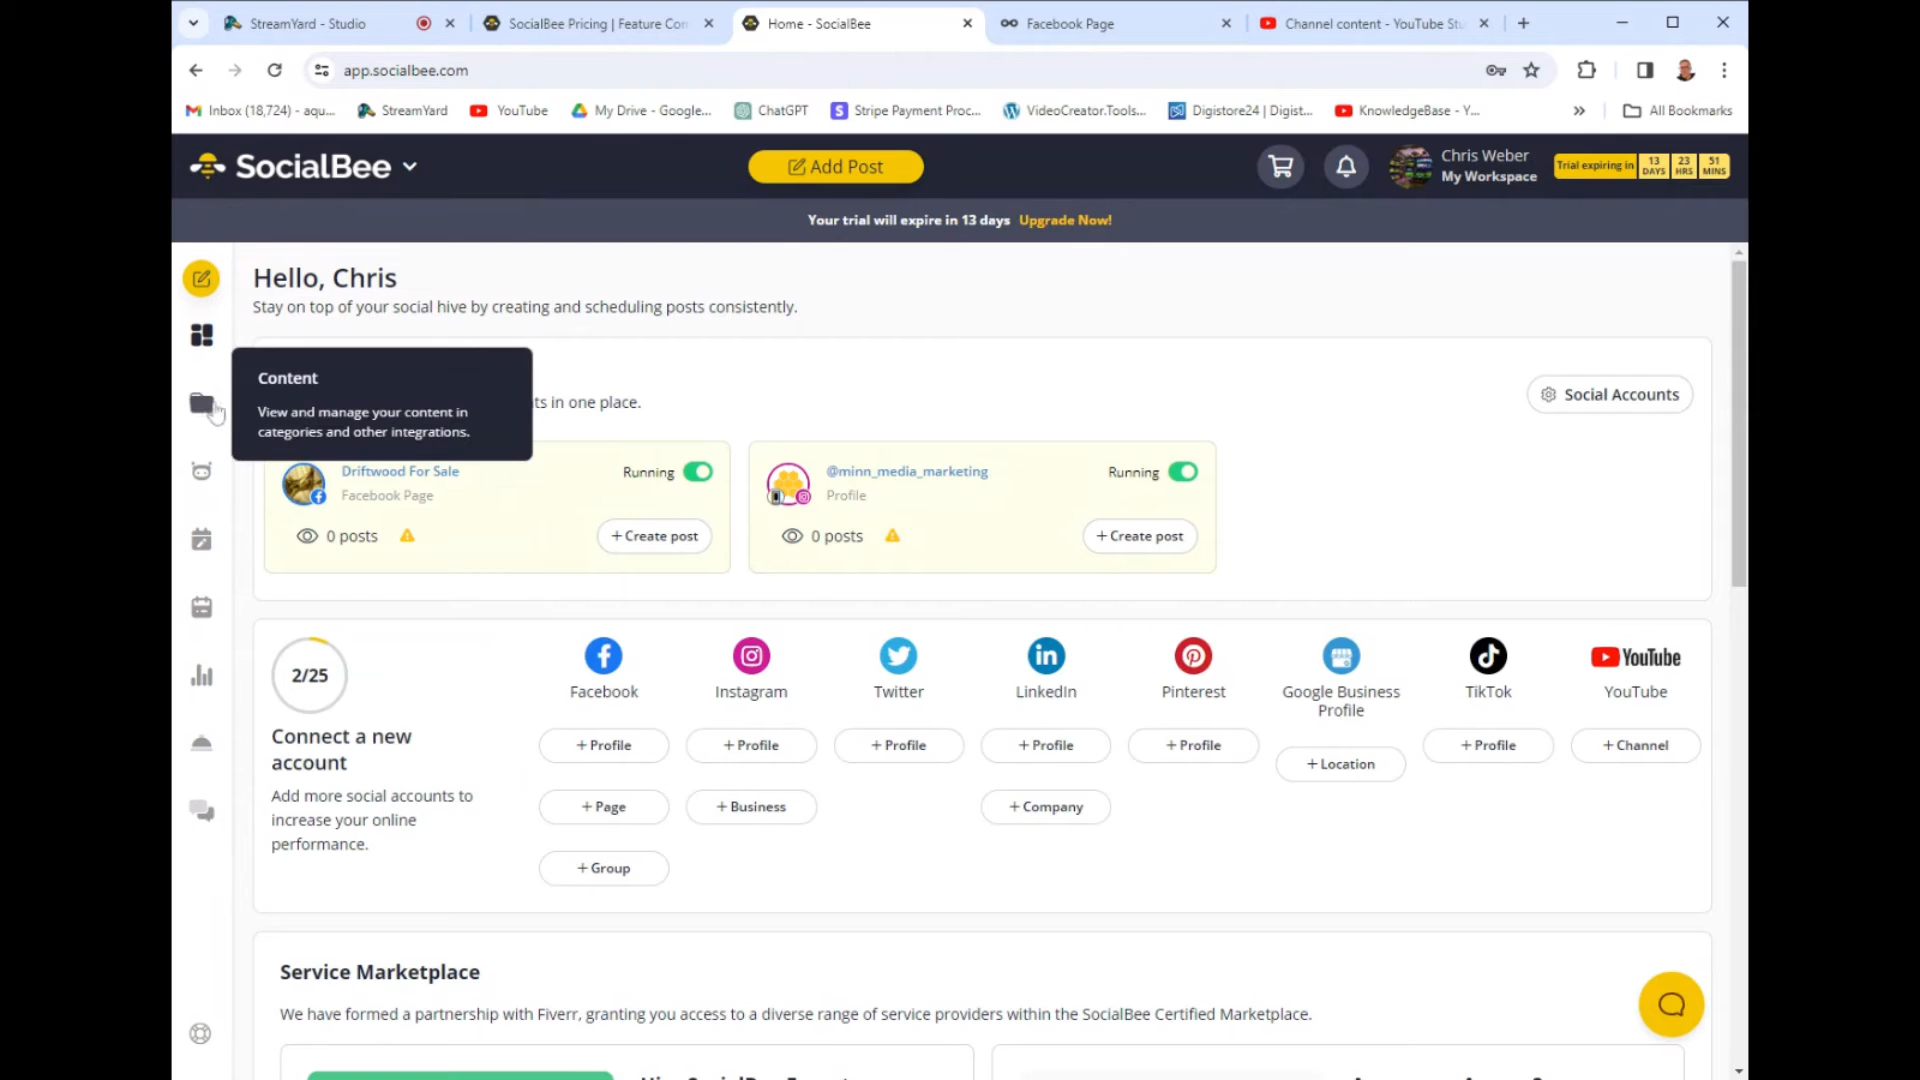 StreamYard - Studio
SocialBee Pricing | Feature Con
Home - SocialBee
Facebook Page
Channel content - YouTube Stu
app.socialbee.com
Inbox (18,724) - aqu...
StreamYard
YouTube
My Drive - Google...
ChatGPT
Stripe Payment Proc...
VideoCreator.Tools...
Digistore24 | Digist...
KnowledgeBase - Y...
All Bookmarks
SocialBee
Add Post
Chris Weber
My Workspace
Trial expiring in
13 DAYS
23 HRS
51 MINS
Your trial will expire in 13 days Upgrade Now!
Hello, Chris
Stay on top of your social hive by creating and scheduling posts consistently.
Content
View and manage your content in
categories and other integrations.
ts in one place.
Social Accounts
Driftwood For Sale
Facebook Page
Running
0 posts
+ Create post
@minn_media_marketing
Profile
Running
0 posts
+ Create post
2/25
Connect a new
account
Add more social accounts to
increase your online
performance.
Facebook
+ Profile
+ Page
+ Group
Instagram
+ Profile
+ Business
Twitter
+ Profile
LinkedIn
+ Profile
+ Company
Pinterest
+ Profile
Google Business
Profile
+ Location
TikTok
+ Profile
YouTube
YouTube
+ Channel
Service Marketplace
We have formed a partnership with Fiverr, granting you access to a diverse range of service providers within the SocialBee Certified Marketplace.